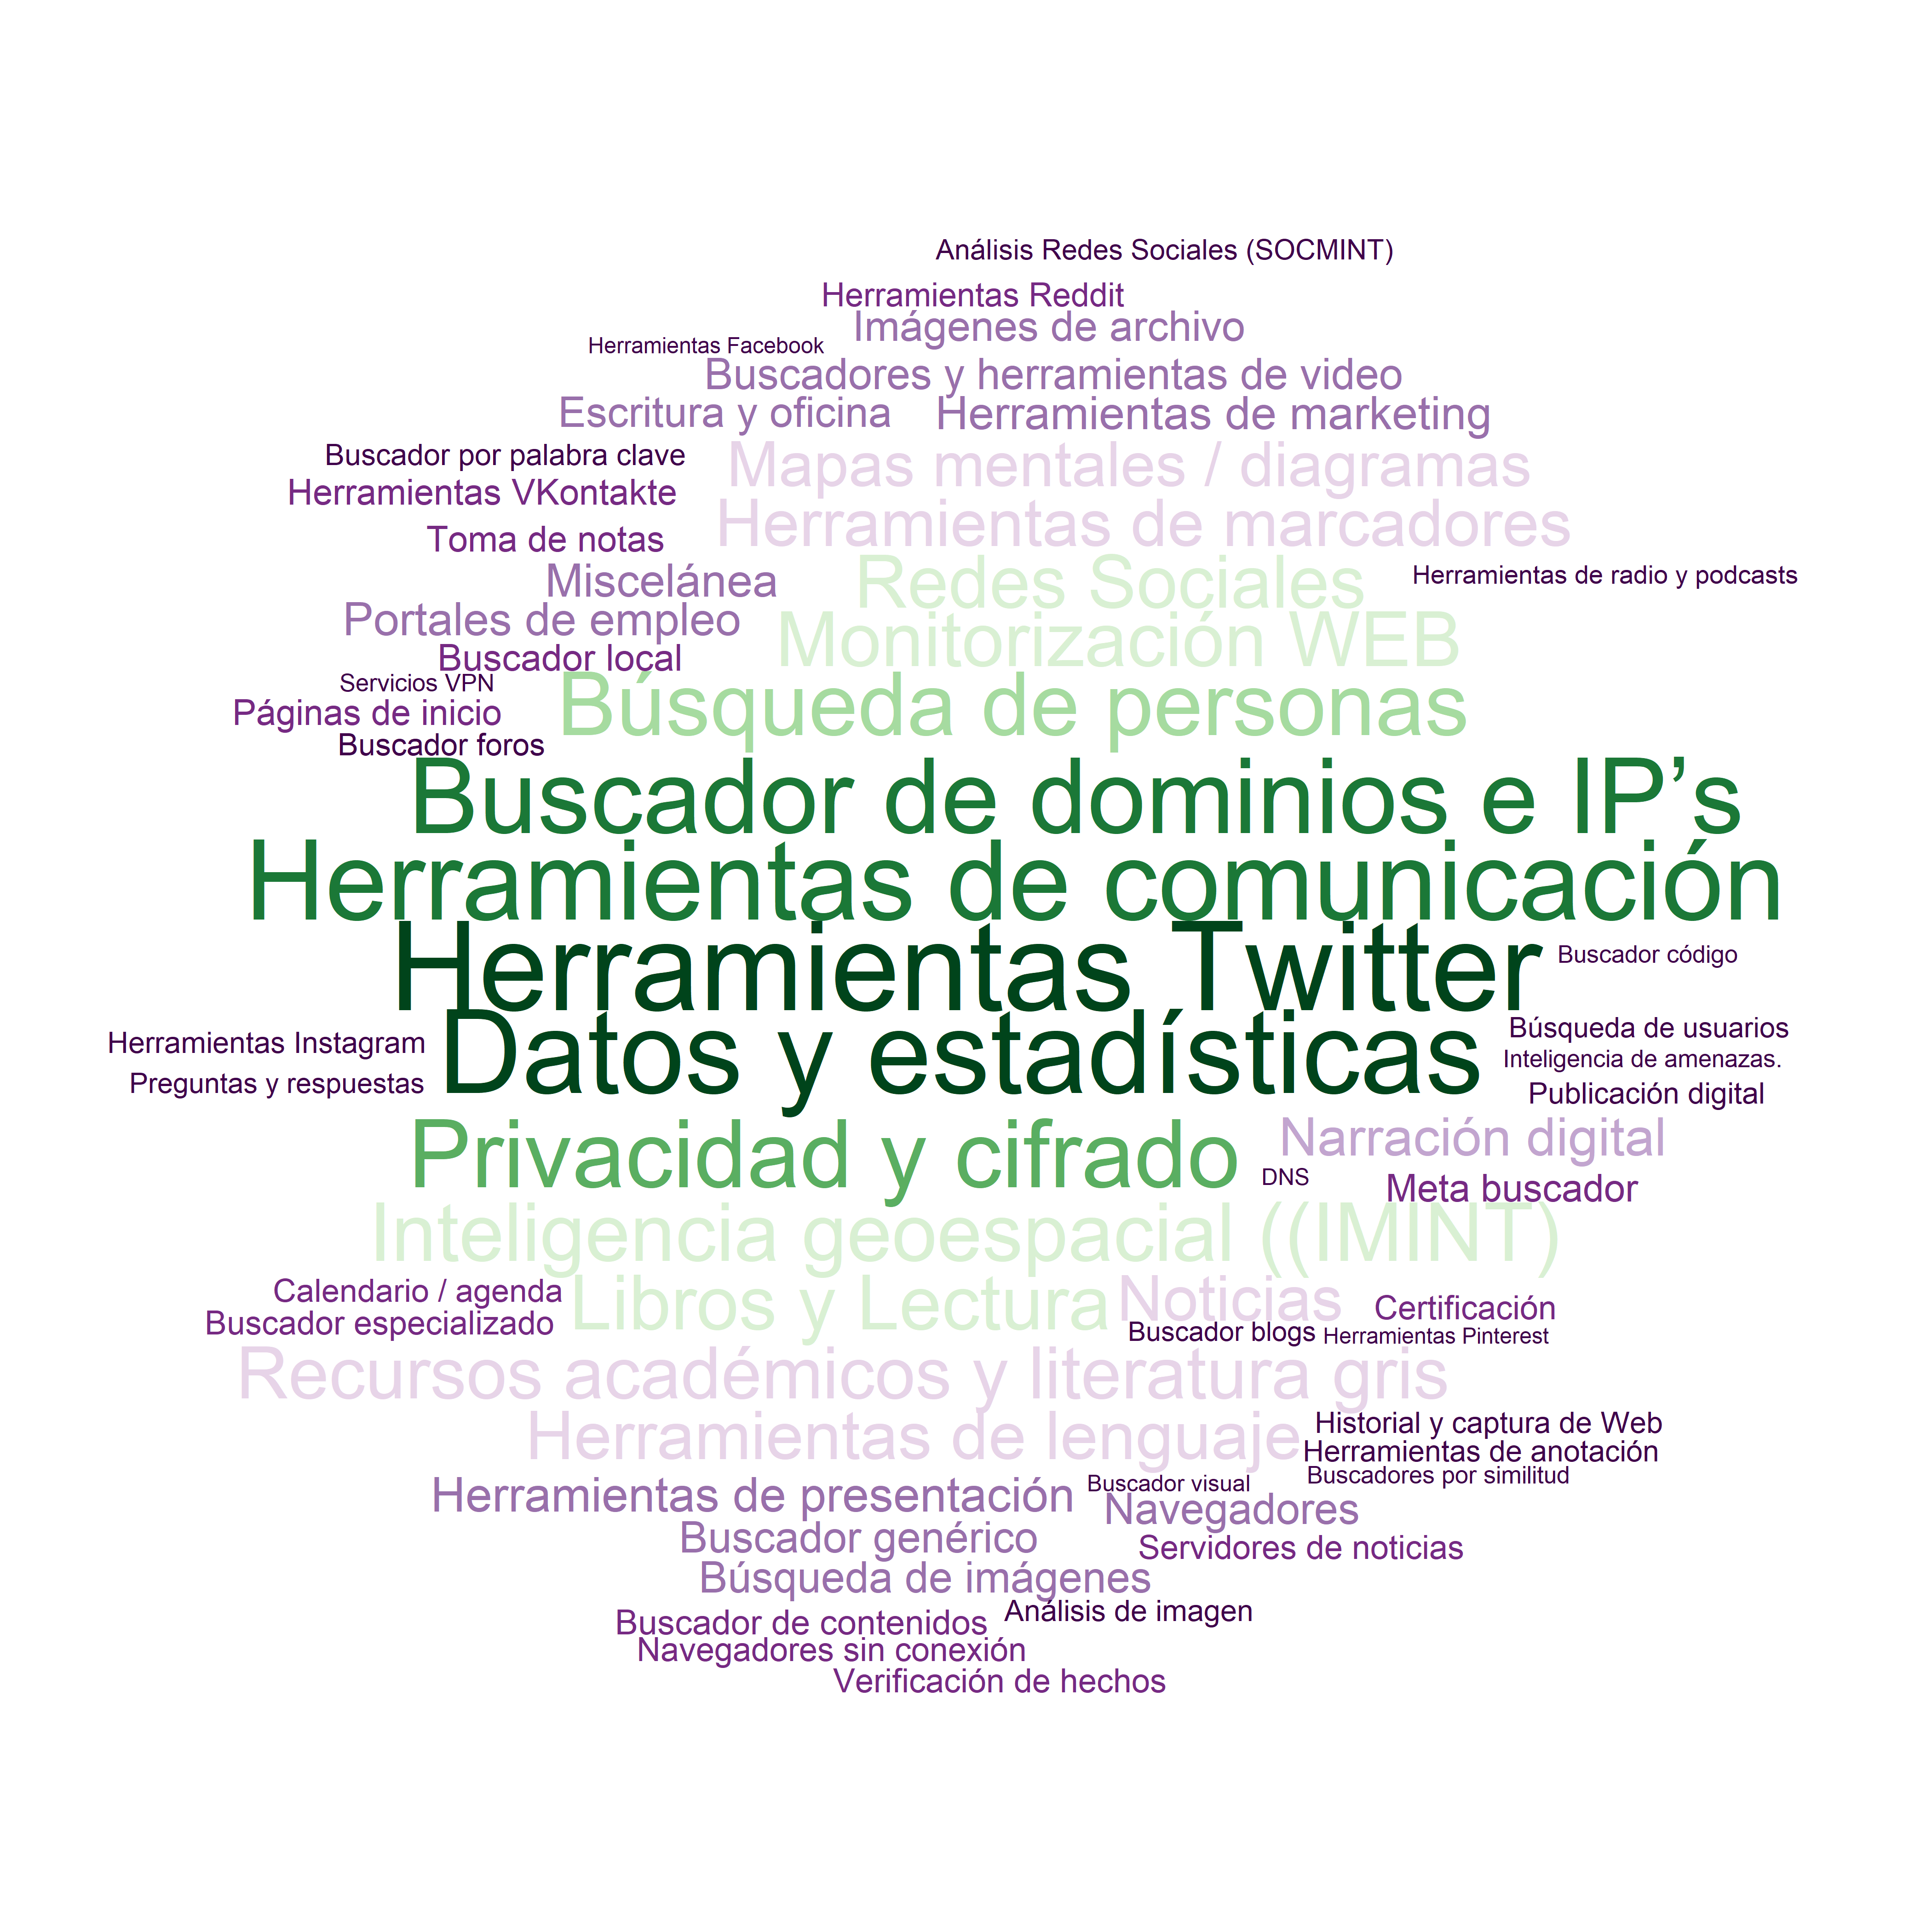 Análisis Redes Sociales (SOCMINT)
Herramientas Reddit
Imágenes de archivo
Herramientas Facebook
Buscadores y herramientas de video
Escritura y oficina
Herramientas de marketing
Buscador por palabra clave
Mapas mentales / diagramas
Herramientas VKontakte
Herramientas de marcadores
Toma de notas
Redes Sociales
Herramientas de radio y podcasts
Miscelánea
Portales de empleo
Monitorización WEB
Buscador local
Servicios VPN
Búsqueda de personas
Páginas de inicio
Buscador foros
Buscador de dominios e IP’s
Herramientas de comunicación
Herramientas Twitter
Buscador código
Herramientas Instagram
Datos y estadísticas
Búsqueda de usuarios
Inteligencia de amenazas.
Preguntas y respuestas
Publicación digital
Privacidad y cifrado
Narración digital
DNS
Meta buscador
Inteligencia geoespacial ((IMINT)
Calendario / agenda
Libros y Lectura
Noticias
Certificación
Buscador especializado
Buscador blogs
Herramientas Pinterest
Recursos académicos y literatura gris
Herramientas de lenguaje
Historial y captura de Web
Herramientas de anotación
Buscadores por similitud
Herramientas de presentación
Buscador visual
Navegadores
Buscador genérico
Servidores de noticias
Búsqueda de imágenes
Análisis de imagen
Buscador de contenidos
Navegadores sin conexión
Verificación de hechos